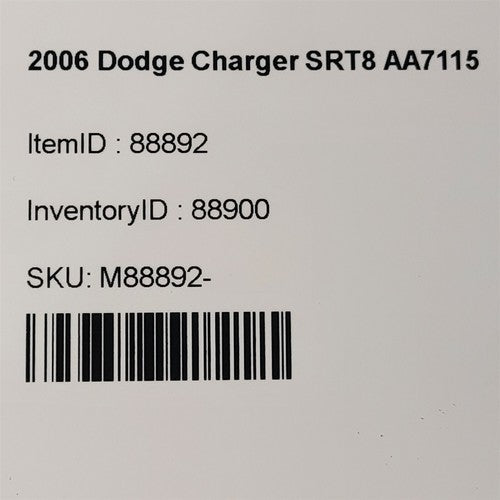 2006 Dodge Charger SRT8 AA7115
ItemID : 88892
InventoryID : 88900
SKU: M88892-